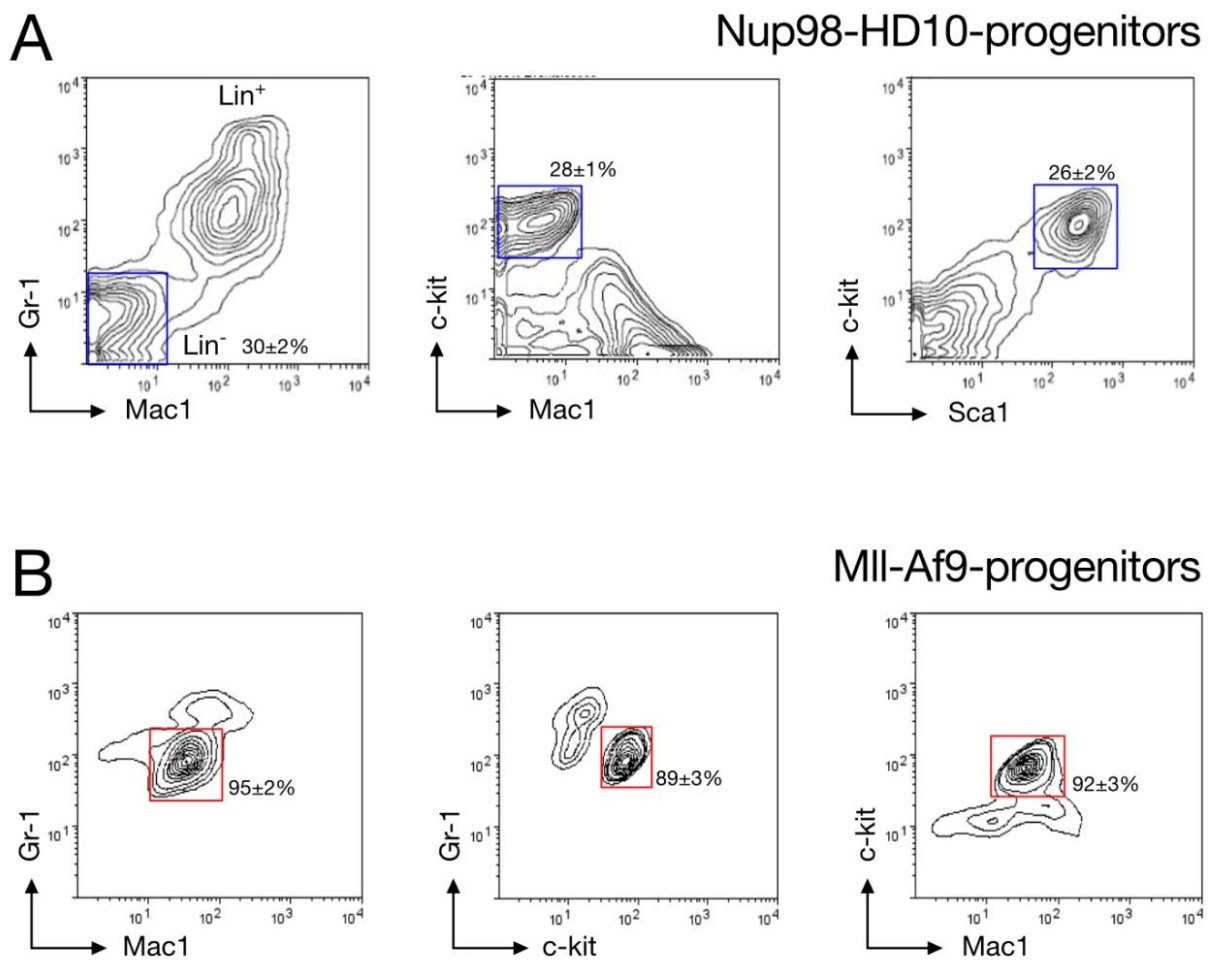 A
Nup98-HD10-progenitors
Lin⁺
10⁴
10³
10²
10¹
Gr-1
Lin⁻ 30±2%
10¹ 10² 10³ 10⁴
Mac1
10⁴
10³
28±1%
10²
10¹
c-kit
10¹ 10² 10³ 10⁴
Mac1
10⁴
10³
26±2%
10²
10¹
c-kit
10¹ 10² 10³ 10⁴
Sca1
B
Mll-Af9-progenitors
10⁴
10³
10²
95±2%
10¹
Gr-1
10¹ 10² 10³ 10⁴
Mac1
10⁴
10³
10²
89±3%
10¹
Gr-1
10¹ 10² 10³ 10⁴
c-kit
10⁴
10³
10²
92±3%
10¹
c-kit
10¹ 10² 10³ 10⁴
Mac1